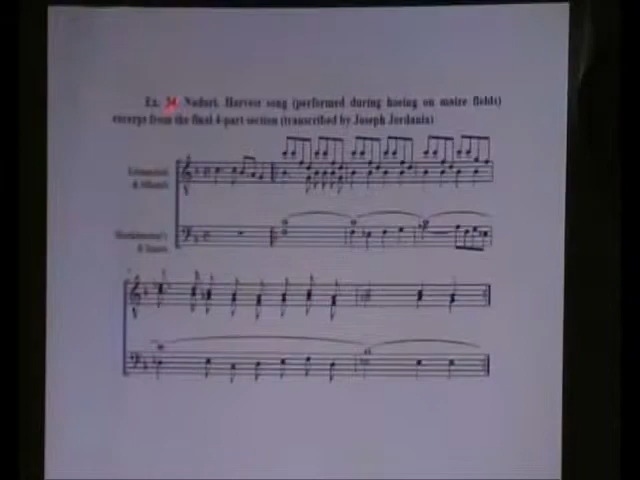 Ex. 34. Naduri. Harvest song (performed during hoeing on maize fields)
excerpt from the final 4-part section (transcribed by Joseph Jordania)